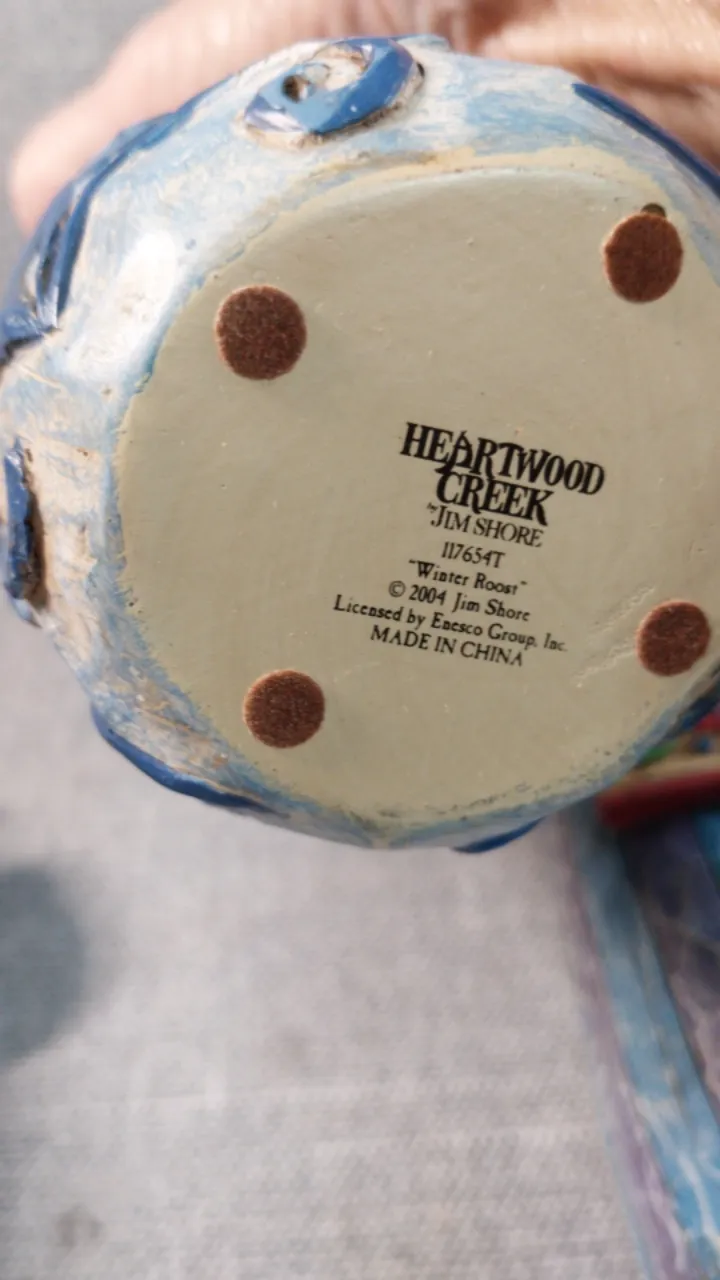 HEARTWOOD
CREEK
by JIM SHORE
117654T
"Winter Roost"
© 2004 Jim Shore
Licensed by Enesco Group, Inc.
MADE IN CHINA